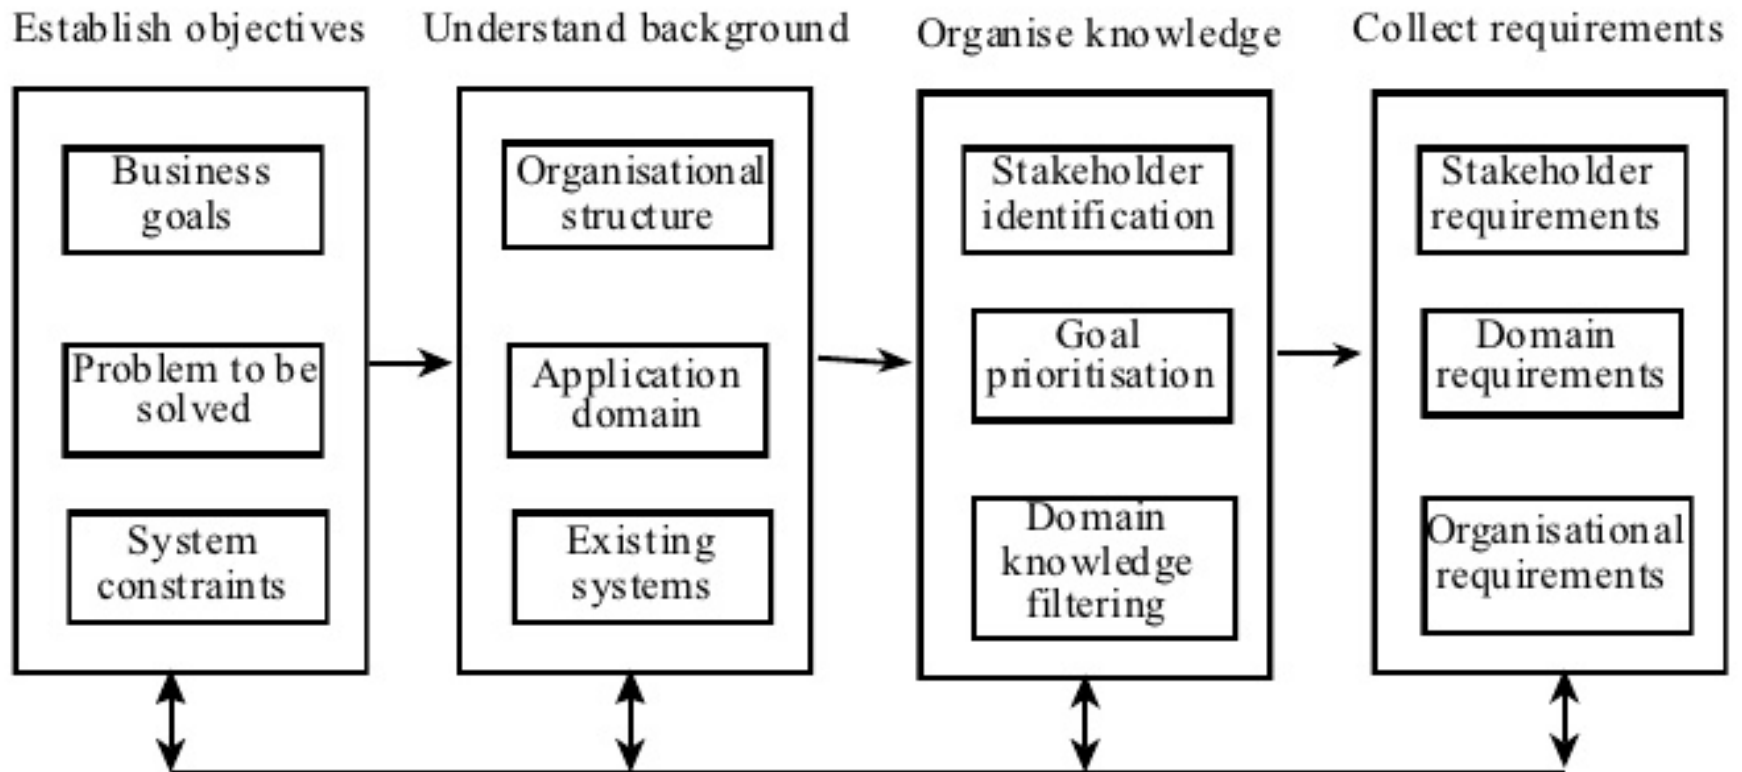 Establish objectives
Understand background
Organise knowledge
Collect requirements
Business
goals
Problem to be
solved
System
constraints
Organisational
structure
Application
domain
Existing
systems
Stakeholder
identification
Goal
prioritisation
Domain
knowledge
filtering
Stakeholder
requirements
Domain
requirements
Organisational
requirements